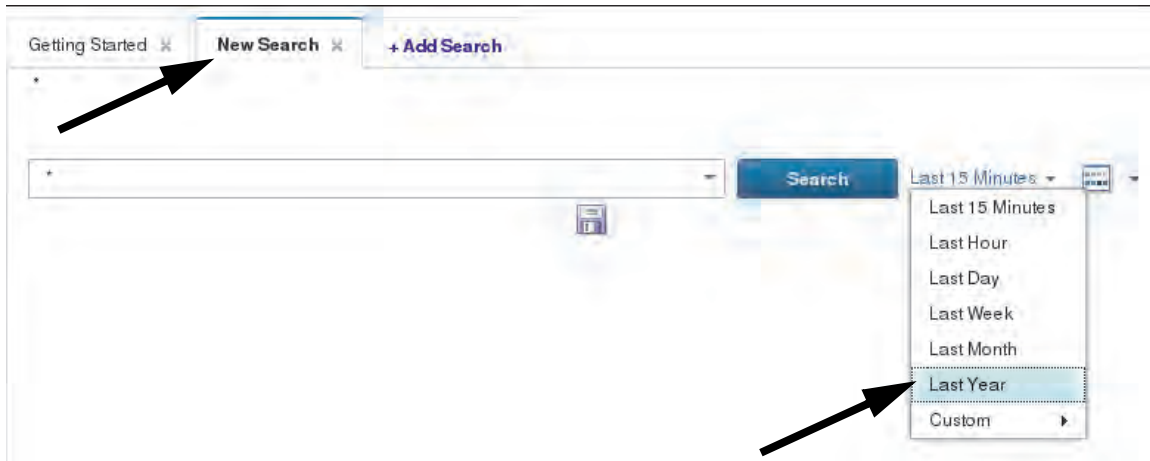 Getting Started New Search + Add Search
*
* Search Last 15 Minutes
Last 15 Minutes
Last Hour
Last Day
Last Week
Last Month
Last Year
Custom